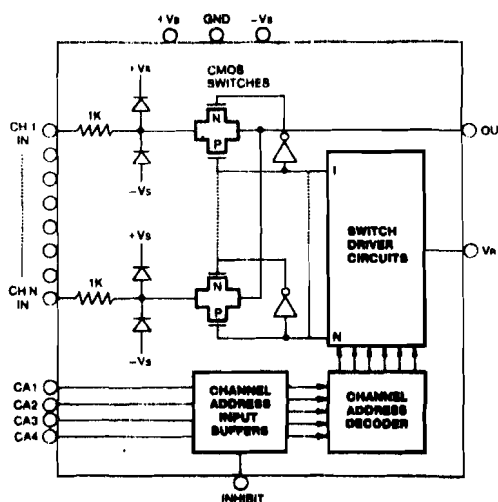 +Vs GND −Vs
+Vs
CMOS
SWITCHES
CH 1
IN
1K
N
P
OU
−Vs
I
SWITCH
DRIVER
CIRCUITS
VR
+Vs
CH N
IN
1K
N
P
N
−Vs
CA1
CA2
CA3
CA4
CHANNEL
ADDRESS
INPUT
BUFFERS
CHANNEL
ADDRESS
DECODER
INHIBIT